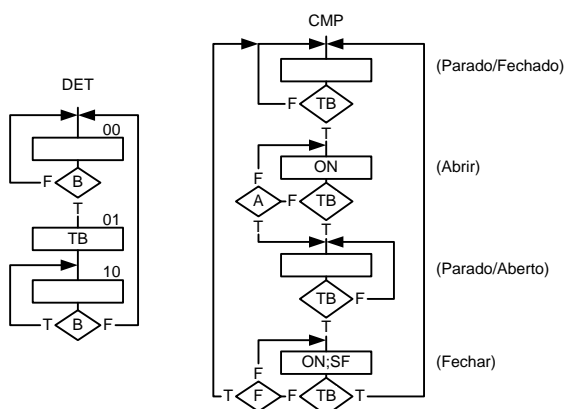 CMP
(Parado/Fechado)
F TB
T
ON
(Abrir)
F
A F TB
T T
(Parado/Aberto)
TB F
T
ON;SF
(Fechar)
F
T F F TB T
DET
00
F B
T
01
TB
10
T B F